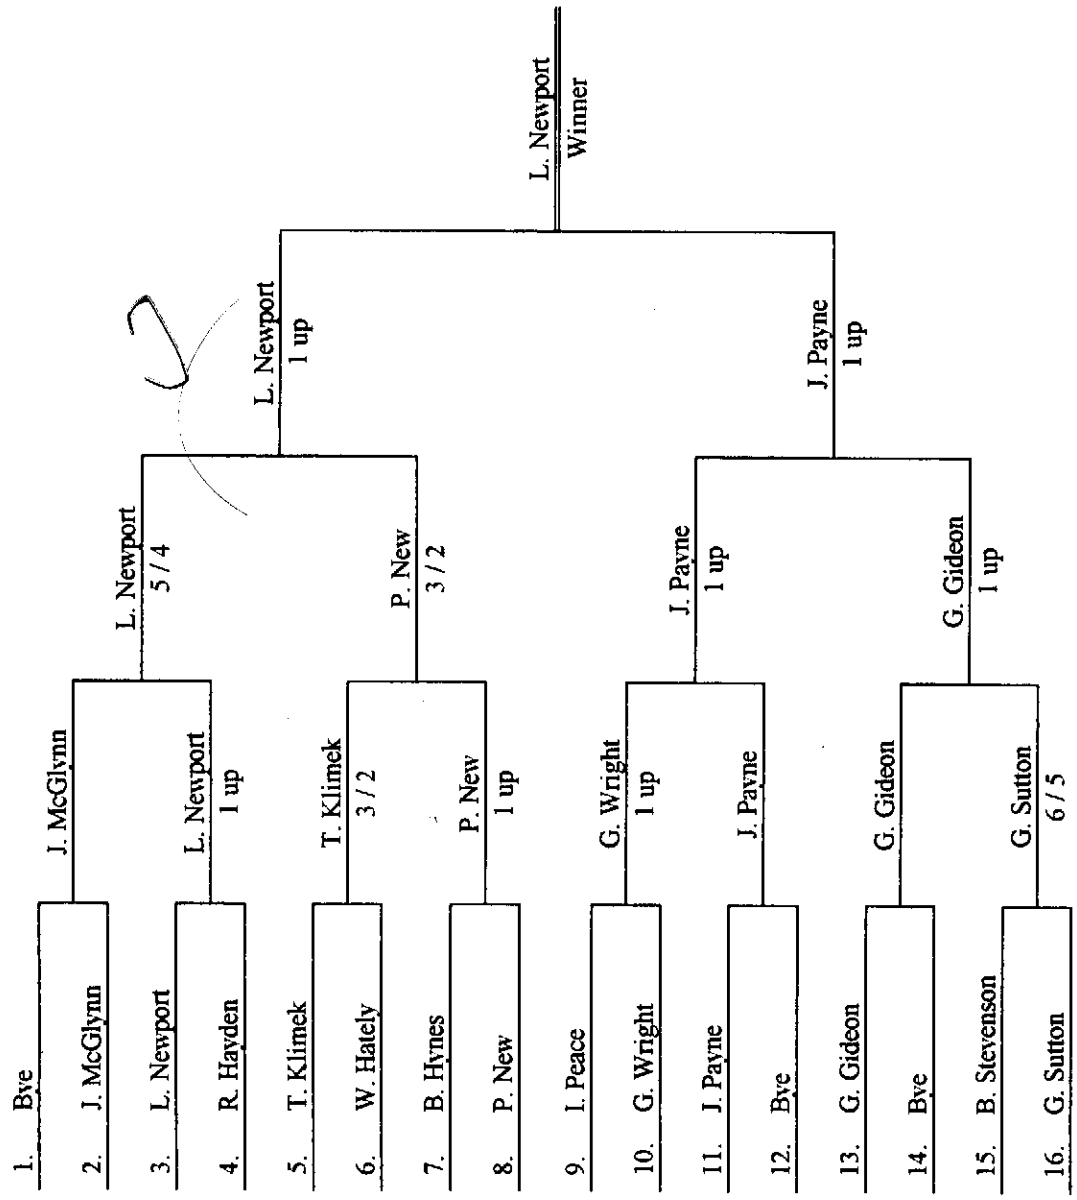 1. Bye
2. J. McGlynn
3. L. Newport
4. R. Hayden
5. T. Klimek
6. W. Hately
7. B. Hynes
8. P. New
9. I. Peace
10. G. Wright
11. J. Payne
12. Bye
13. G. Gideon
14. Bye
15. B. Stevenson
16. G. Sutton
J. McGlynn
L. Newport
1 up
T. Klimek
3 / 2
P. New
1 up
G. Wright
1 up
J. Payne
G. Gideon
G. Sutton
6 / 5
L. Newport
5 / 4
P. New
3 / 2
J. Payne
1 up
G. Gideon
1 up
L. Newport
1 up
J. Payne
1 up
L. Newport
Winner